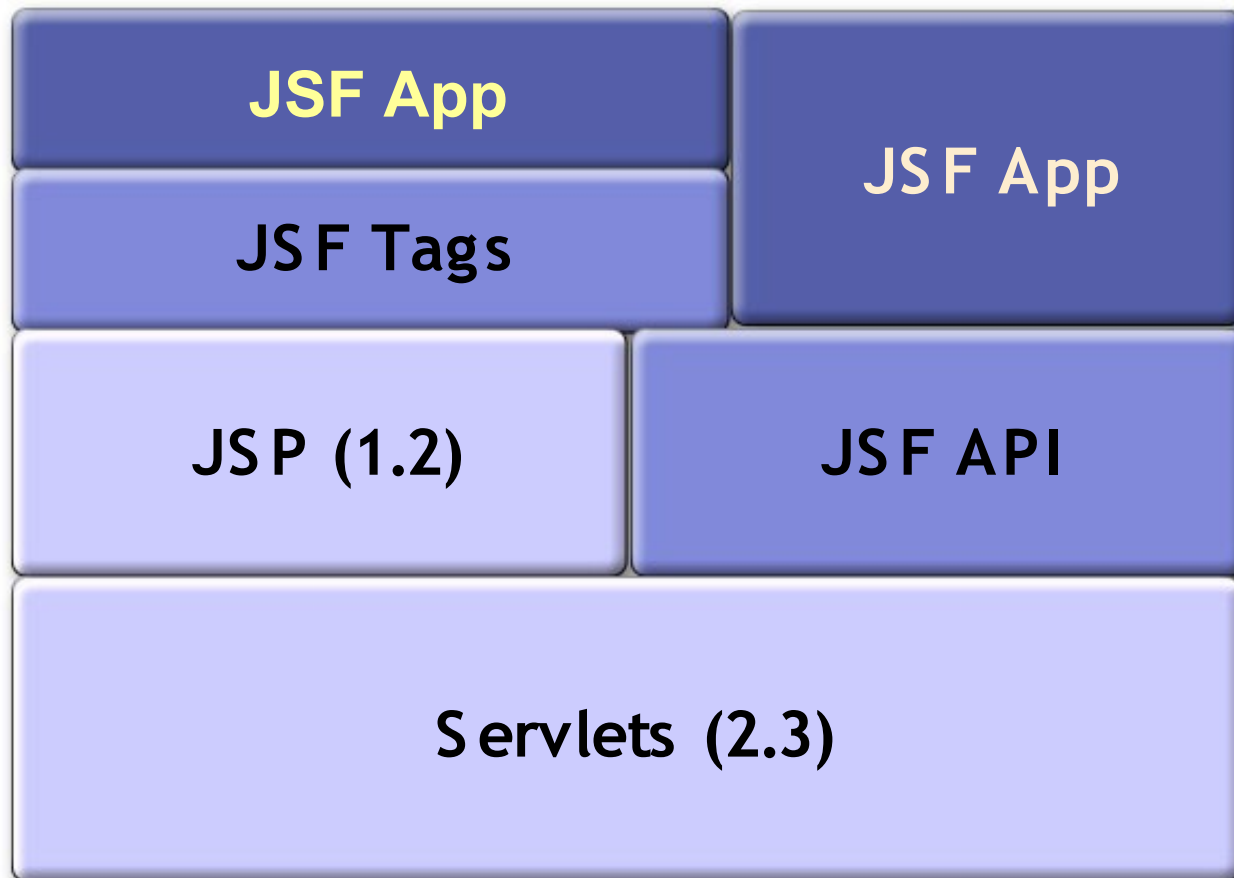 JSF App
JSF App
JSF Tags
JSP (1.2)
JSF API
Servlets (2.3)